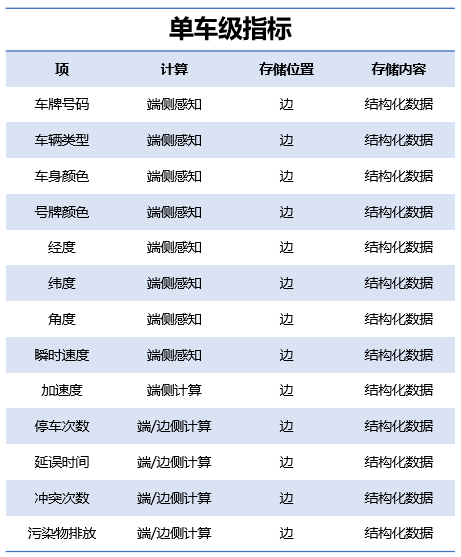 单车级指标
项 计算 存储位置 存储内容
车牌号码 端侧感知 边 结构化数据
车辆类型 端侧感知 边 结构化数据
车身颜色 端侧感知 边 结构化数据
号牌颜色 端侧感知 边 结构化数据
经度 端侧感知 边 结构化数据
纬度 端侧感知 边 结构化数据
角度 端侧感知 边 结构化数据
瞬时速度 端侧感知 边 结构化数据
加速度 端侧计算 边 结构化数据
停车次数 端/边侧计算 边 结构化数据
延误时间 端/边侧计算 边 结构化数据
冲突次数 端/边侧计算 边 结构化数据
污染物排放 端/边侧计算 边 结构化数据